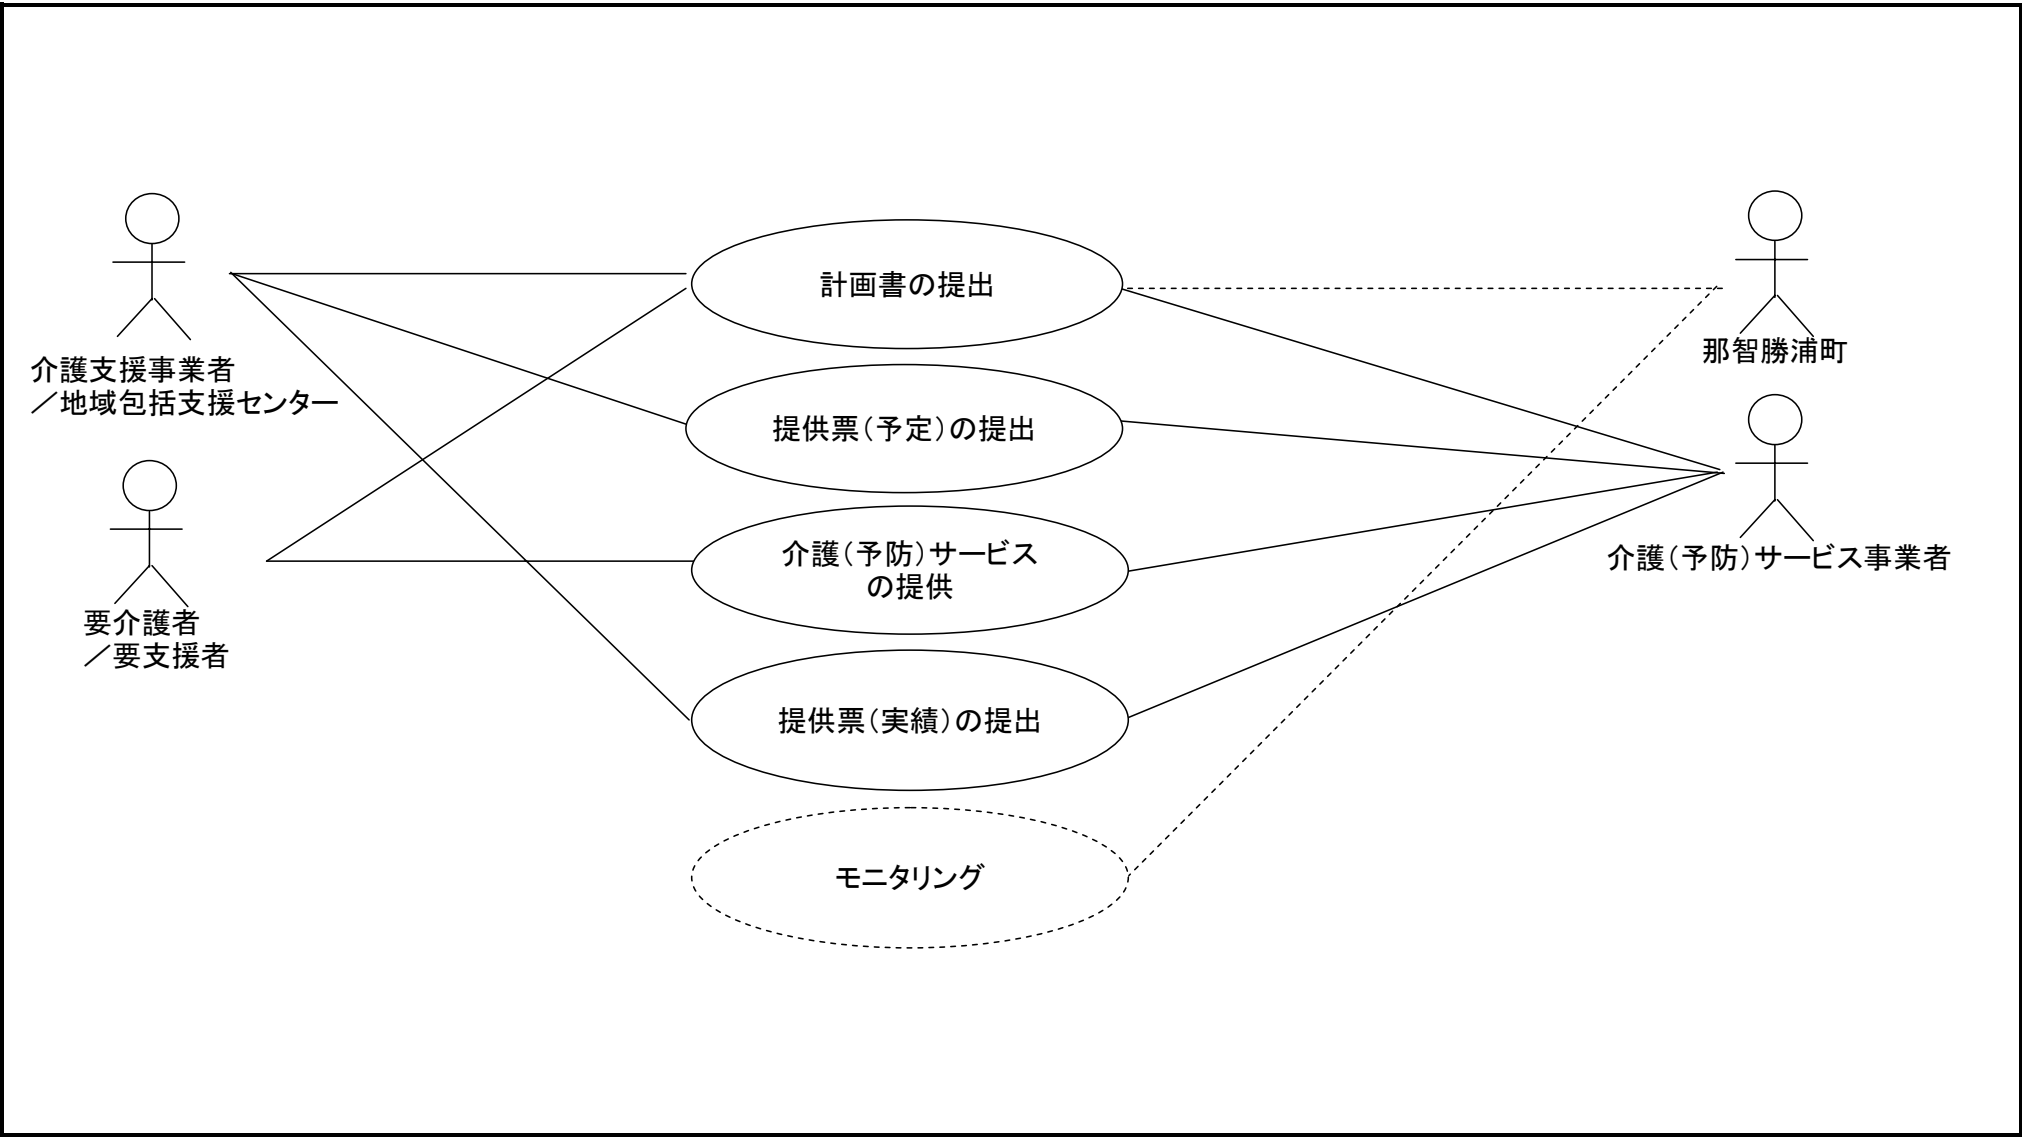 介護支援事業者
／地域包括支援センター
要介護者
／要支援者
計画書の提出
提供票（予定）の提出
介護（予防）サービス
の提供
提供票（実績）の提出
モニタリング
那智勝浦町
介護（予防）サービス事業者